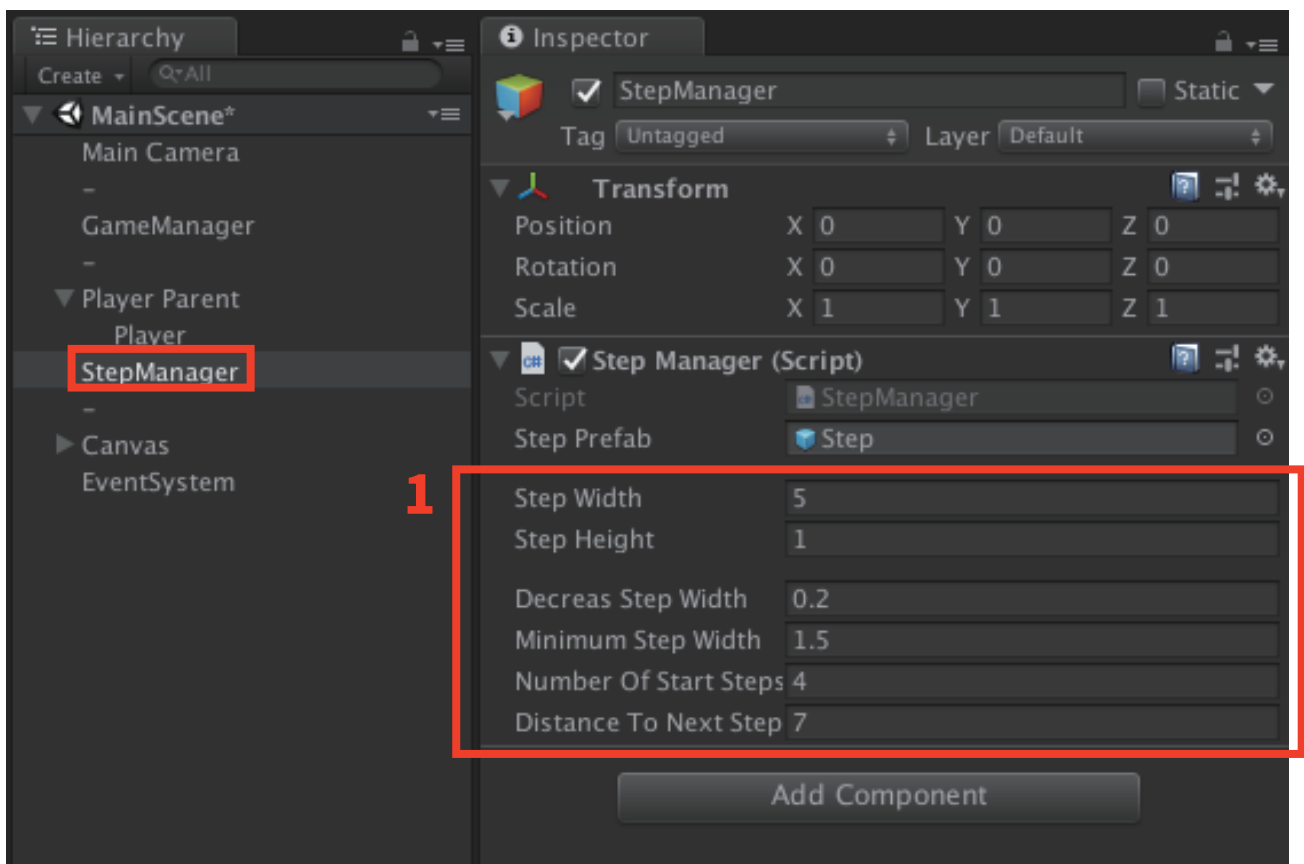 Hierarchy
Create
All
MainScene*
Main Camera
–
GameManager
–
Player Parent
Player
StepManager
–
Canvas
EventSystem
1
Inspector
StepManager
Static
Tag Untagged Layer Default
Transform
Position X 0 Y 0 Z 0
Rotation X 0 Y 0 Z 0
Scale X 1 Y 1 Z 1
C# Step Manager (Script)
Script StepManager
Step Prefab Step
Step Width 5
Step Height 1
Decreas Step Width 0.2
Minimum Step Width 1.5
Number Of Start Steps 4
Distance To Next Step 7
Add Component